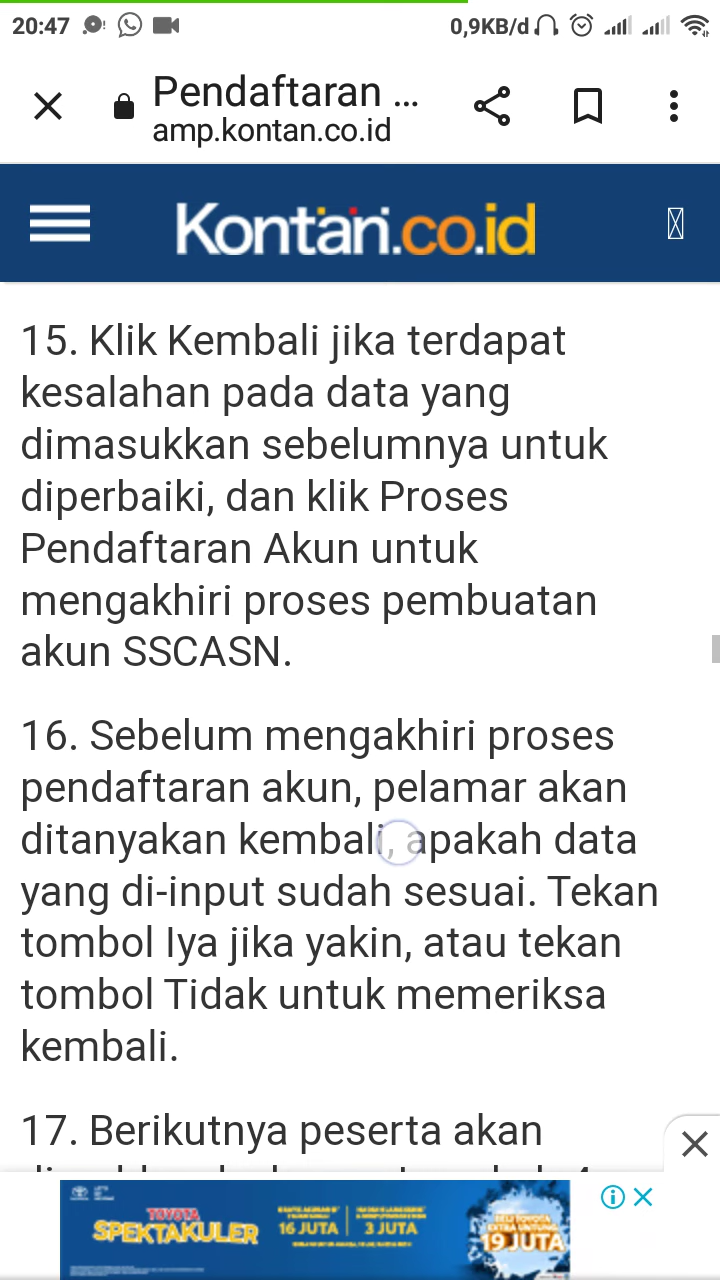 20:47
0,9KB/d
Pendaftaran ...
amp.kontan.co.id
Kontan.co.id
15. Klik Kembali jika terdapat
kesalahan pada data yang
dimasukkan sebelumnya untuk
diperbaiki, dan klik Proses
Pendaftaran Akun untuk
mengakhiri proses pembuatan
akun SSCASN.
16. Sebelum mengakhiri proses
pendaftaran akun, pelamar akan
ditanyakan kembali, apakah data
yang di-input sudah sesuai. Tekan
tombol Iya jika yakin, atau tekan
tombol Tidak untuk memeriksa
kembali.
17. Berikutnya peserta akan
TOYOTA
SPEKTAKULER
16 JUTA
3 JUTA
19 JUTA